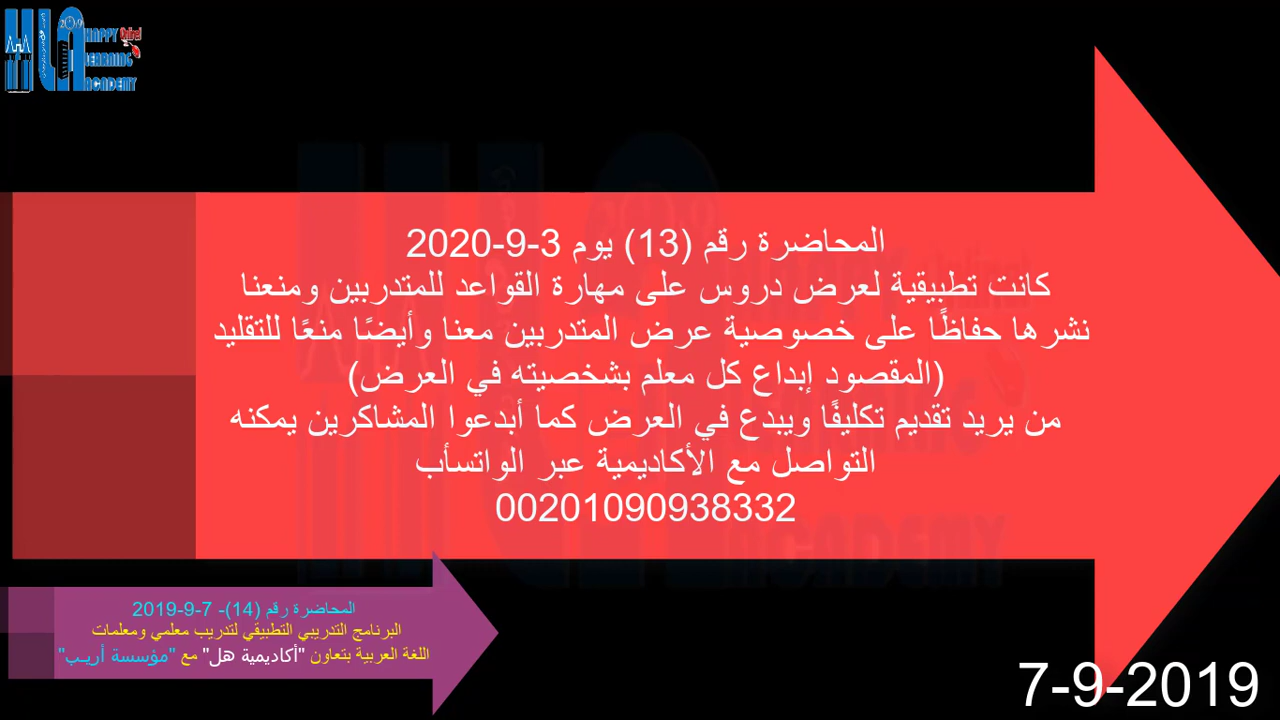 HAPPY
LEARNING
ACADEMY
المحاضرة رقم (13) يوم 3-9-2020
كانت تطبيقية لعرض دروس على مهارة القواعد للمتدربين ومنعنا
نشرها حفاظًا على خصوصية عرض المتدربين معنا وأيضًا منعًا للتقليد
(المقصود إبداع كل معلم بشخصيته في العرض)
من يريد تقديم تكليفًا ويبدع في العرض كما أبدعوا المشاكرين يمكنه
التواصل مع الأكاديمية عبر الواتسأب
00201090938332
المحاضرة رقم (14)- 7-9-2019
البرنامج التدريبي التطبيقي لتدريب معلمي ومعلمات
اللغة العربية بتعاون "أكاديمية هل" مع "مؤسسة أريب"
7-9-2019